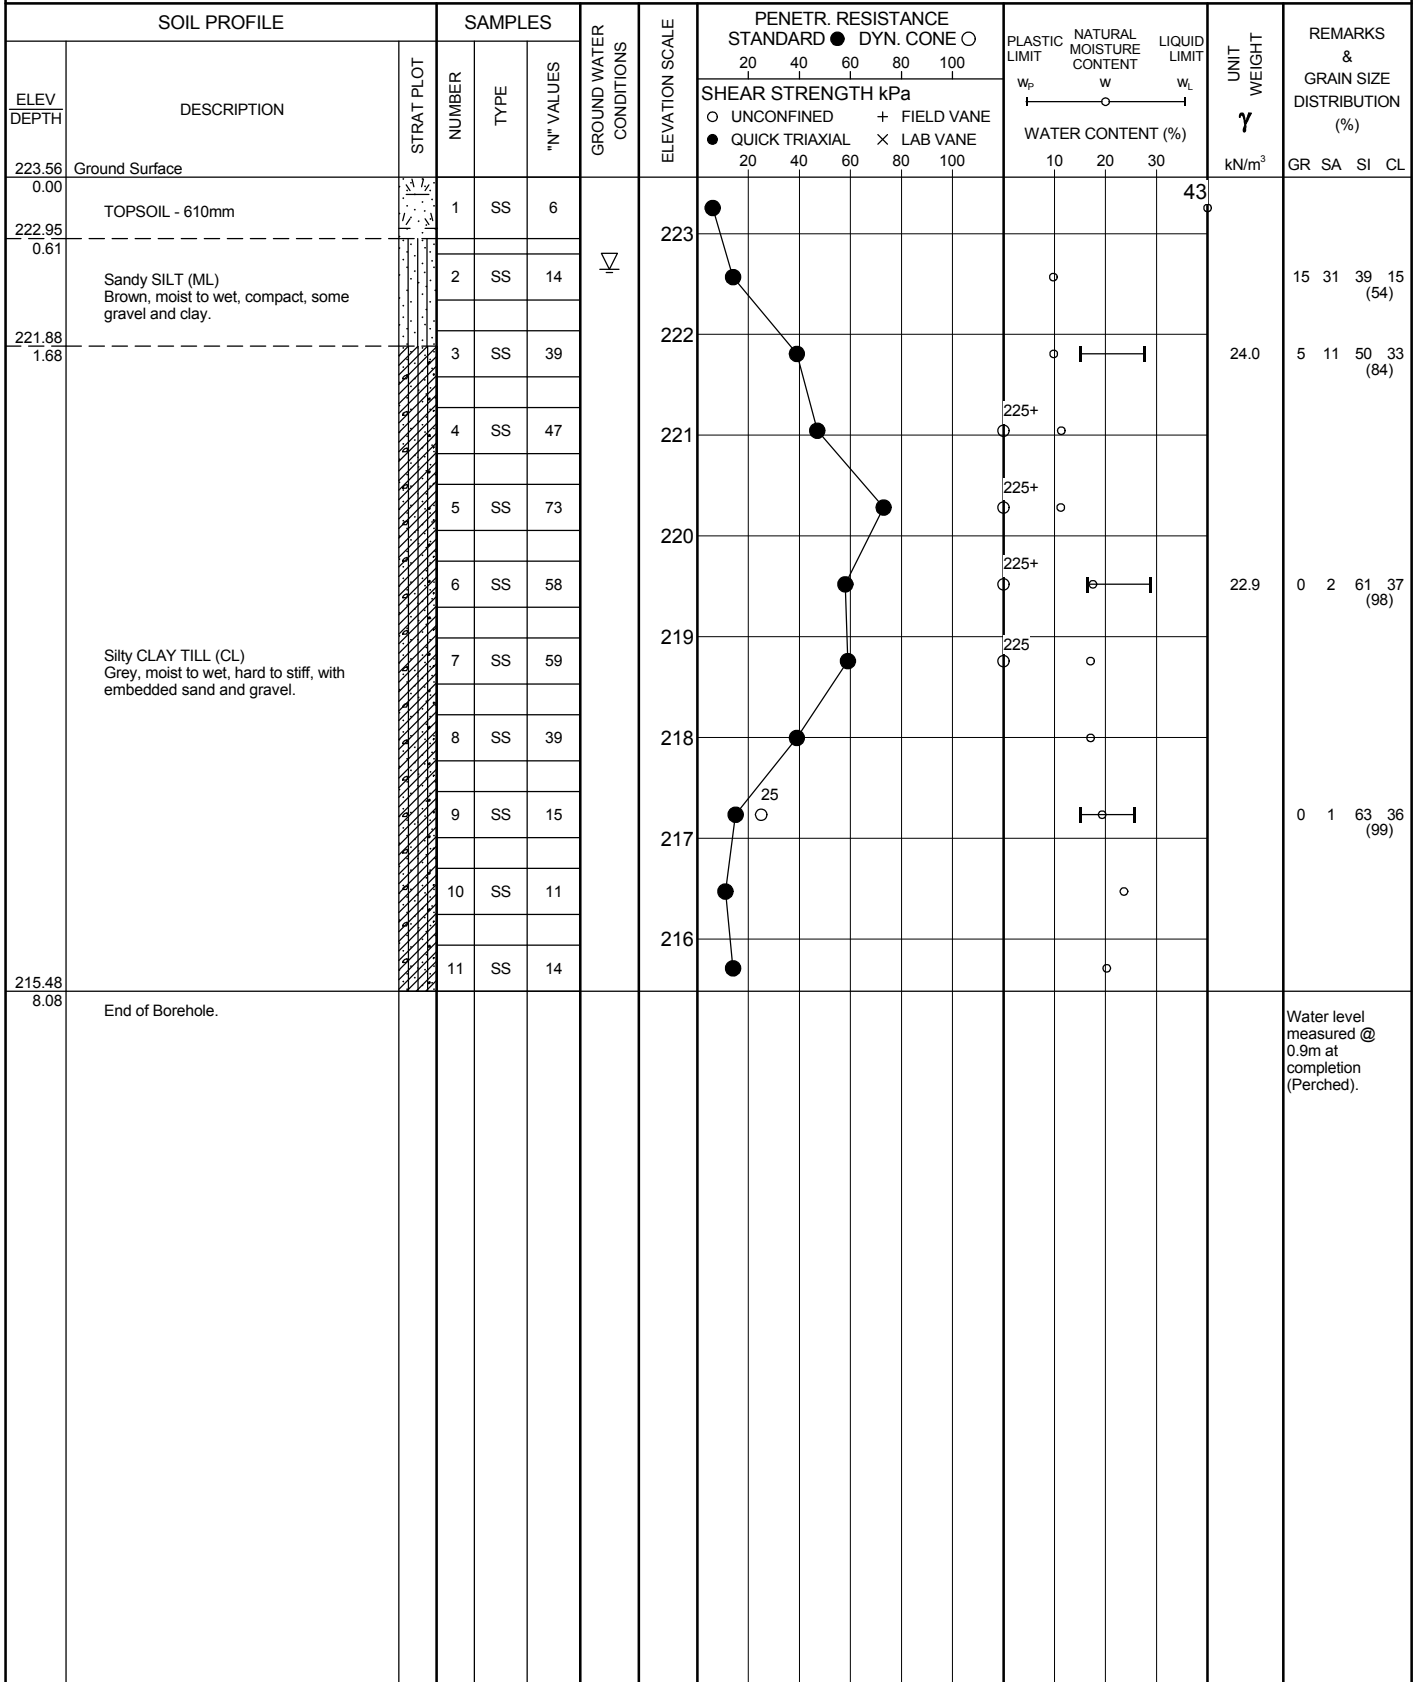 SOIL PROFILE
SAMPLES
GROUND WATER
CONDITIONS
ELEVATION SCALE
PENETR. RESISTANCE
STANDARD ● DYN. CONE ○
20 40 60 80 100
SHEAR STRENGTH kPa
○ UNCONFINED + FIELD VANE
● QUICK TRIAXIAL × LAB VANE
20 40 60 80 100
PLASTIC
LIMIT
NATURAL
MOISTURE
CONTENT
LIQUID
LIMIT
WP W WL
WATER CONTENT (%)
10 20 30
UNIT
WEIGHT
γ
kN/m³
REMARKS
&
GRAIN SIZE
DISTRIBUTION
(%)
GR SA SI CL
ELEV
DEPTH
DESCRIPTION
STRAT PLOT
NUMBER
TYPE
"N" VALUES
223.56 Ground Surface
0.00
TOPSOIL - 610mm
1 SS 6
43
222.95
0.61
223
Sandy SILT (ML)
Brown, moist to wet, compact, some
gravel and clay.
2 SS 14
15 31 39 15
(54)
222
221.88
1.68
3 SS 39
24.0
5 11 50 33
(84)
225+
4 SS 47
221
225+
5 SS 73
220
225+
6 SS 58
22.9
0 2 61 37
(98)
219
225
Silty CLAY TILL (CL)
Grey, moist to wet, hard to stiff, with
embedded sand and gravel.
7 SS 59
8 SS 39
218
25
9 SS 15
0 1 63 36
(99)
217
10 SS 11
216
11 SS 14
215.48
8.08
End of Borehole.
Water level
measured @
0.9m at
completion
(Perched).